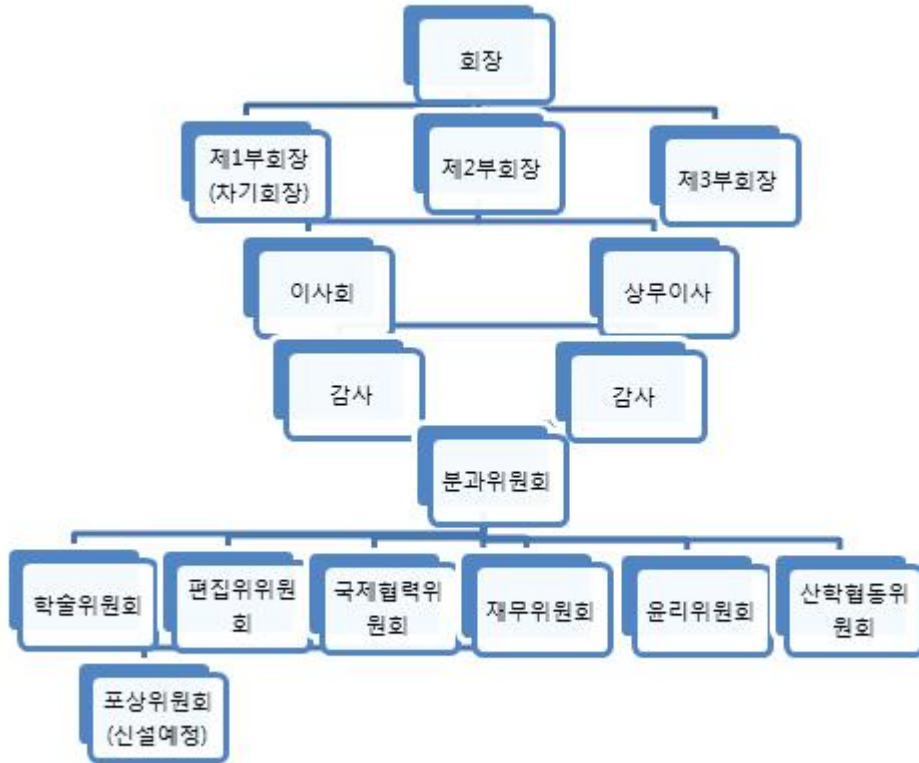 회장
제1부회장
(차기회장)
제2부회장
제3부회장
이사회
상무이사
감사
감사
분과위원회
학술위원회
편집위위원
회
국제협력위
원회
재무위원회
윤리위원회
산학협동위
원회
포상위원회
(신설예정)